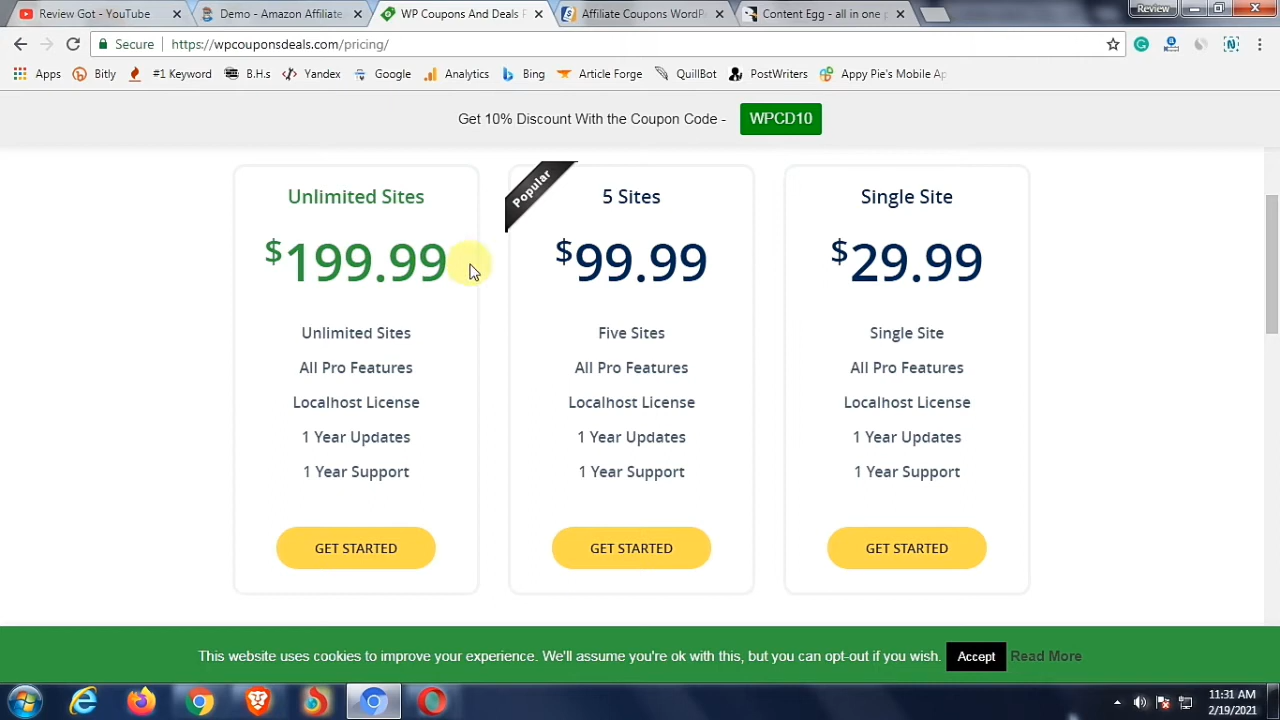 Review Got - YouTube
Demo - Amazon Affiliate
WP Coupons And Deals P
Affiliate Coupons WordPr
Content Egg - all in one p
Review
Secure
https://wpcouponsdeals.com/pricing/
Apps
Bitly
#1 Keyword
B.H.s
Yandex
Google
Analytics
Bing
Article Forge
QuillBot
PostWriters
Appy Pie's Mobile Ap
Get 10% Discount With the Coupon Code - WPCD10
Unlimited Sites
$199.99
Unlimited Sites
All Pro Features
Localhost License
1 Year Updates
1 Year Support
GET STARTED
Popular
5 Sites
$99.99
Five Sites
All Pro Features
Localhost License
1 Year Updates
1 Year Support
GET STARTED
Single Site
$29.99
Single Site
All Pro Features
Localhost License
1 Year Updates
1 Year Support
GET STARTED
This website uses cookies to improve your experience. We'll assume you're ok with this, but you can opt-out if you wish. Accept Read More
11:31 AM
2/19/2021